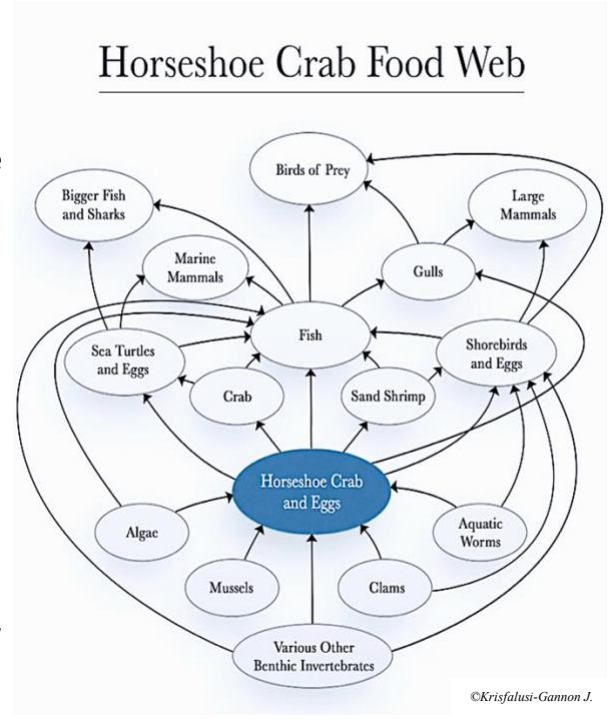 Horseshoe Crab Food Web
Birds of Prey
Bigger Fish
and Sharks
Large
Mammals
Marine
Mammals
Gulls
Fish
Sea Turtles
and Eggs
Shorebirds
and Eggs
Crab
Sand Shrimp
Horseshoe Crab
and Eggs
Algae
Aquatic
Worms
Mussels
Clams
Various Other
Benthic Invertebrates
©Krisfalusi-Gannon J.